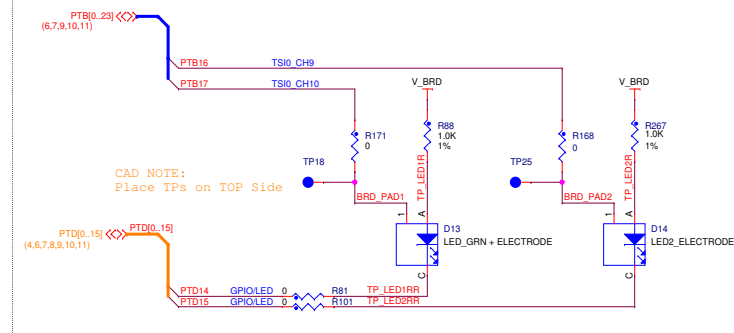 PTB[0..23]
(6,7,9,10,11)
PTB16 TSI0_CH9
PTB17 TSI0_CH10
V_BRD V_BRD
R171
0
R88
1.0K
1%
R168
0
R267
1.0K
1%
TP18 TP25
CAD NOTE:
Place TPs on TOP Side
TP_LED1R TP_LED2R
BRD_PAD1 BRD_PAD2
1 A 1 A
D13
LED_GRN + ELECTRODE
D14
LED2_ELECTRODE
C C
PTD[0..15] PTD[0..15]
(4,6,7,8,9,10,11)
PTD14 GPIO/LED 0 R81 TP_LED1RR
PTD15 GPIO/LED 0 R101 TP_LED2RR